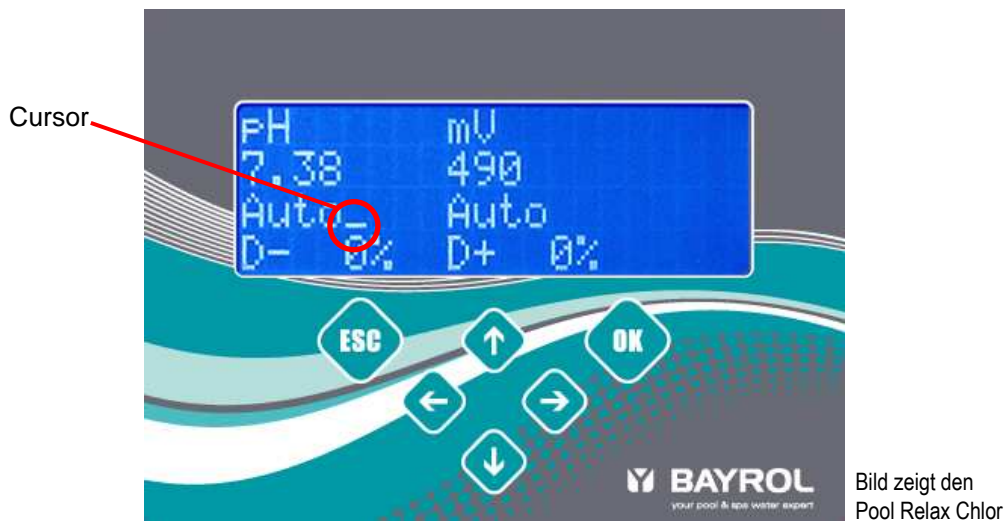 Cursor
pH mV
7.38 490
Auto_ Auto
D- 0% D+ 0%
ESC
OK
BAYROL
your pool & spa water expert
Bild zeigt den
Pool Relax Chlor